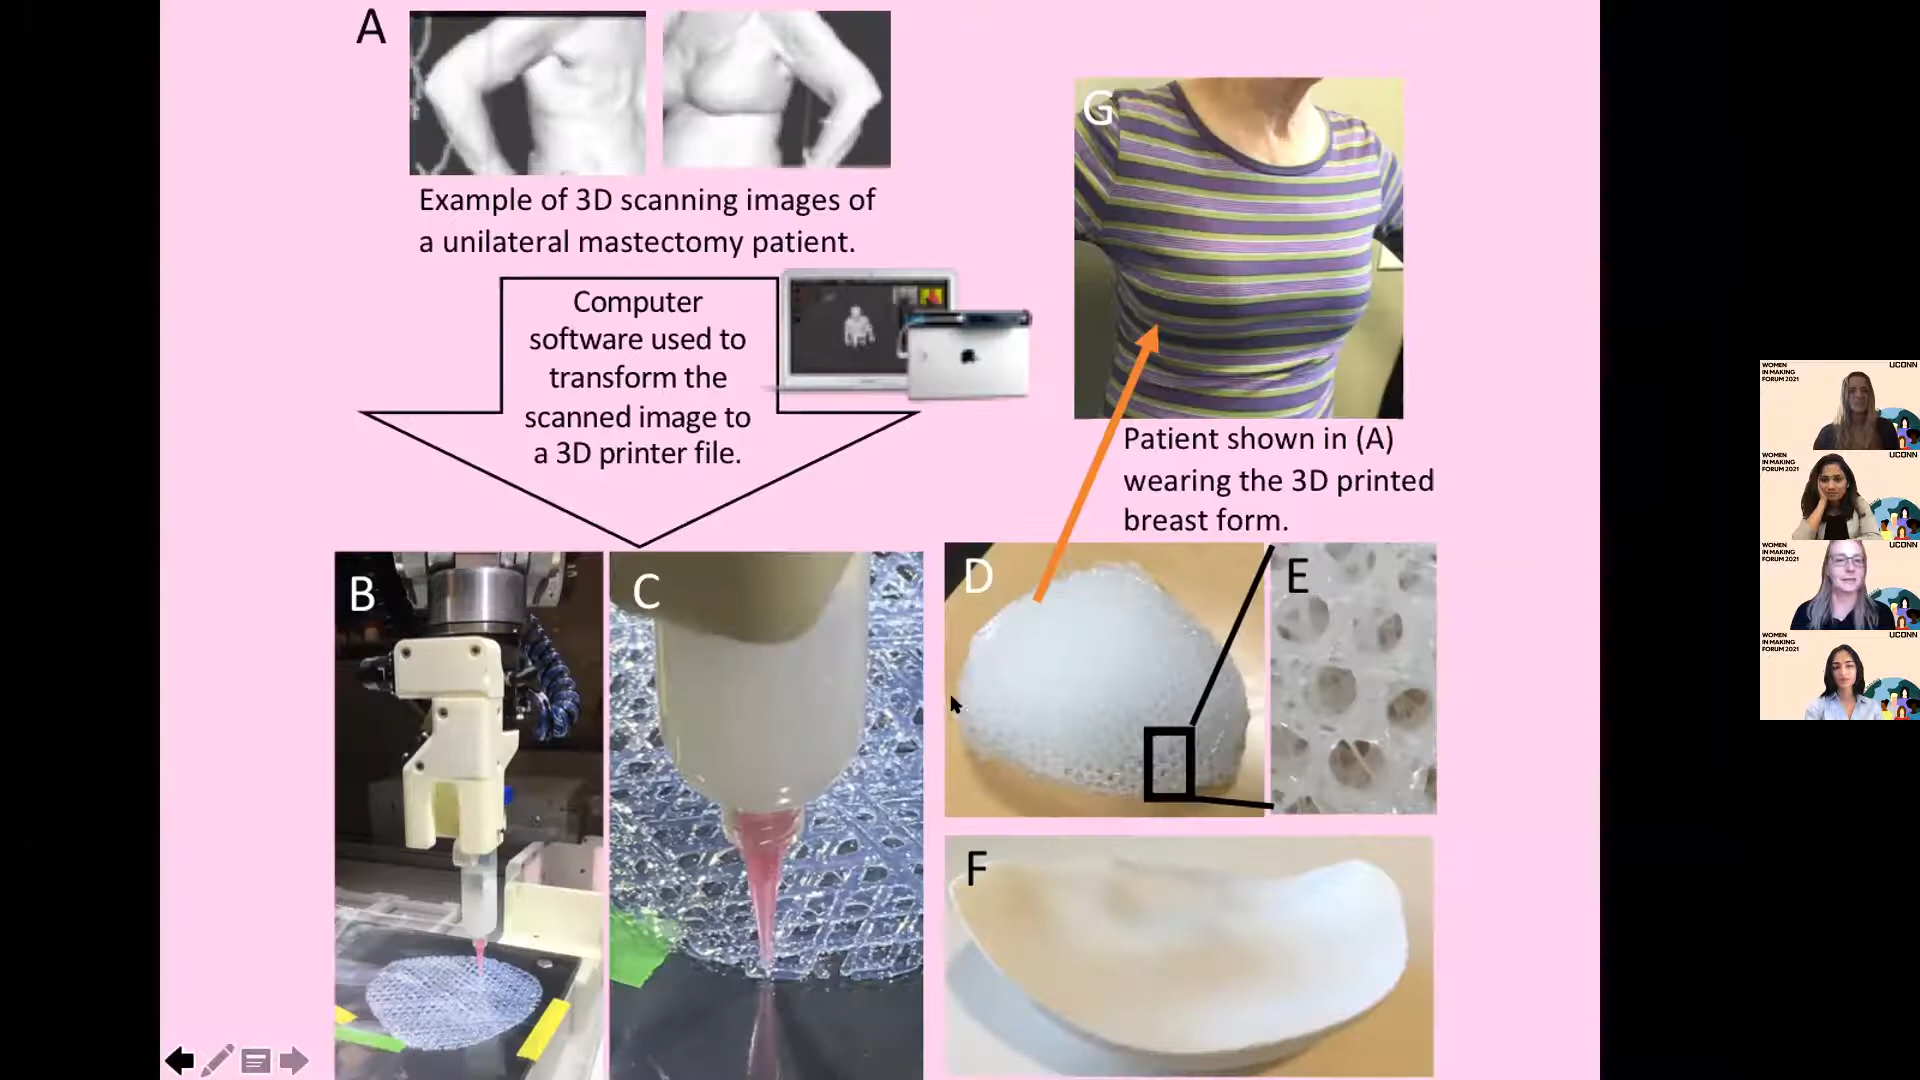 A
Example of 3D scanning images of
a unilateral mastectomy patient.
Computer
software used to
transform the
scanned image to
a 3D printer file.
G
Patient shown in (A)
wearing the 3D printed
breast form.
B
C
D
E
F
WOMEN
IN MAKING
FORUM 2021
UCONN
WOMEN
IN MAKING
FORUM 2021
UCONN
WOMEN
IN MAKING
FORUM 2021
UCONN
WOMEN
IN MAKING
FORUM 2021
UCONN